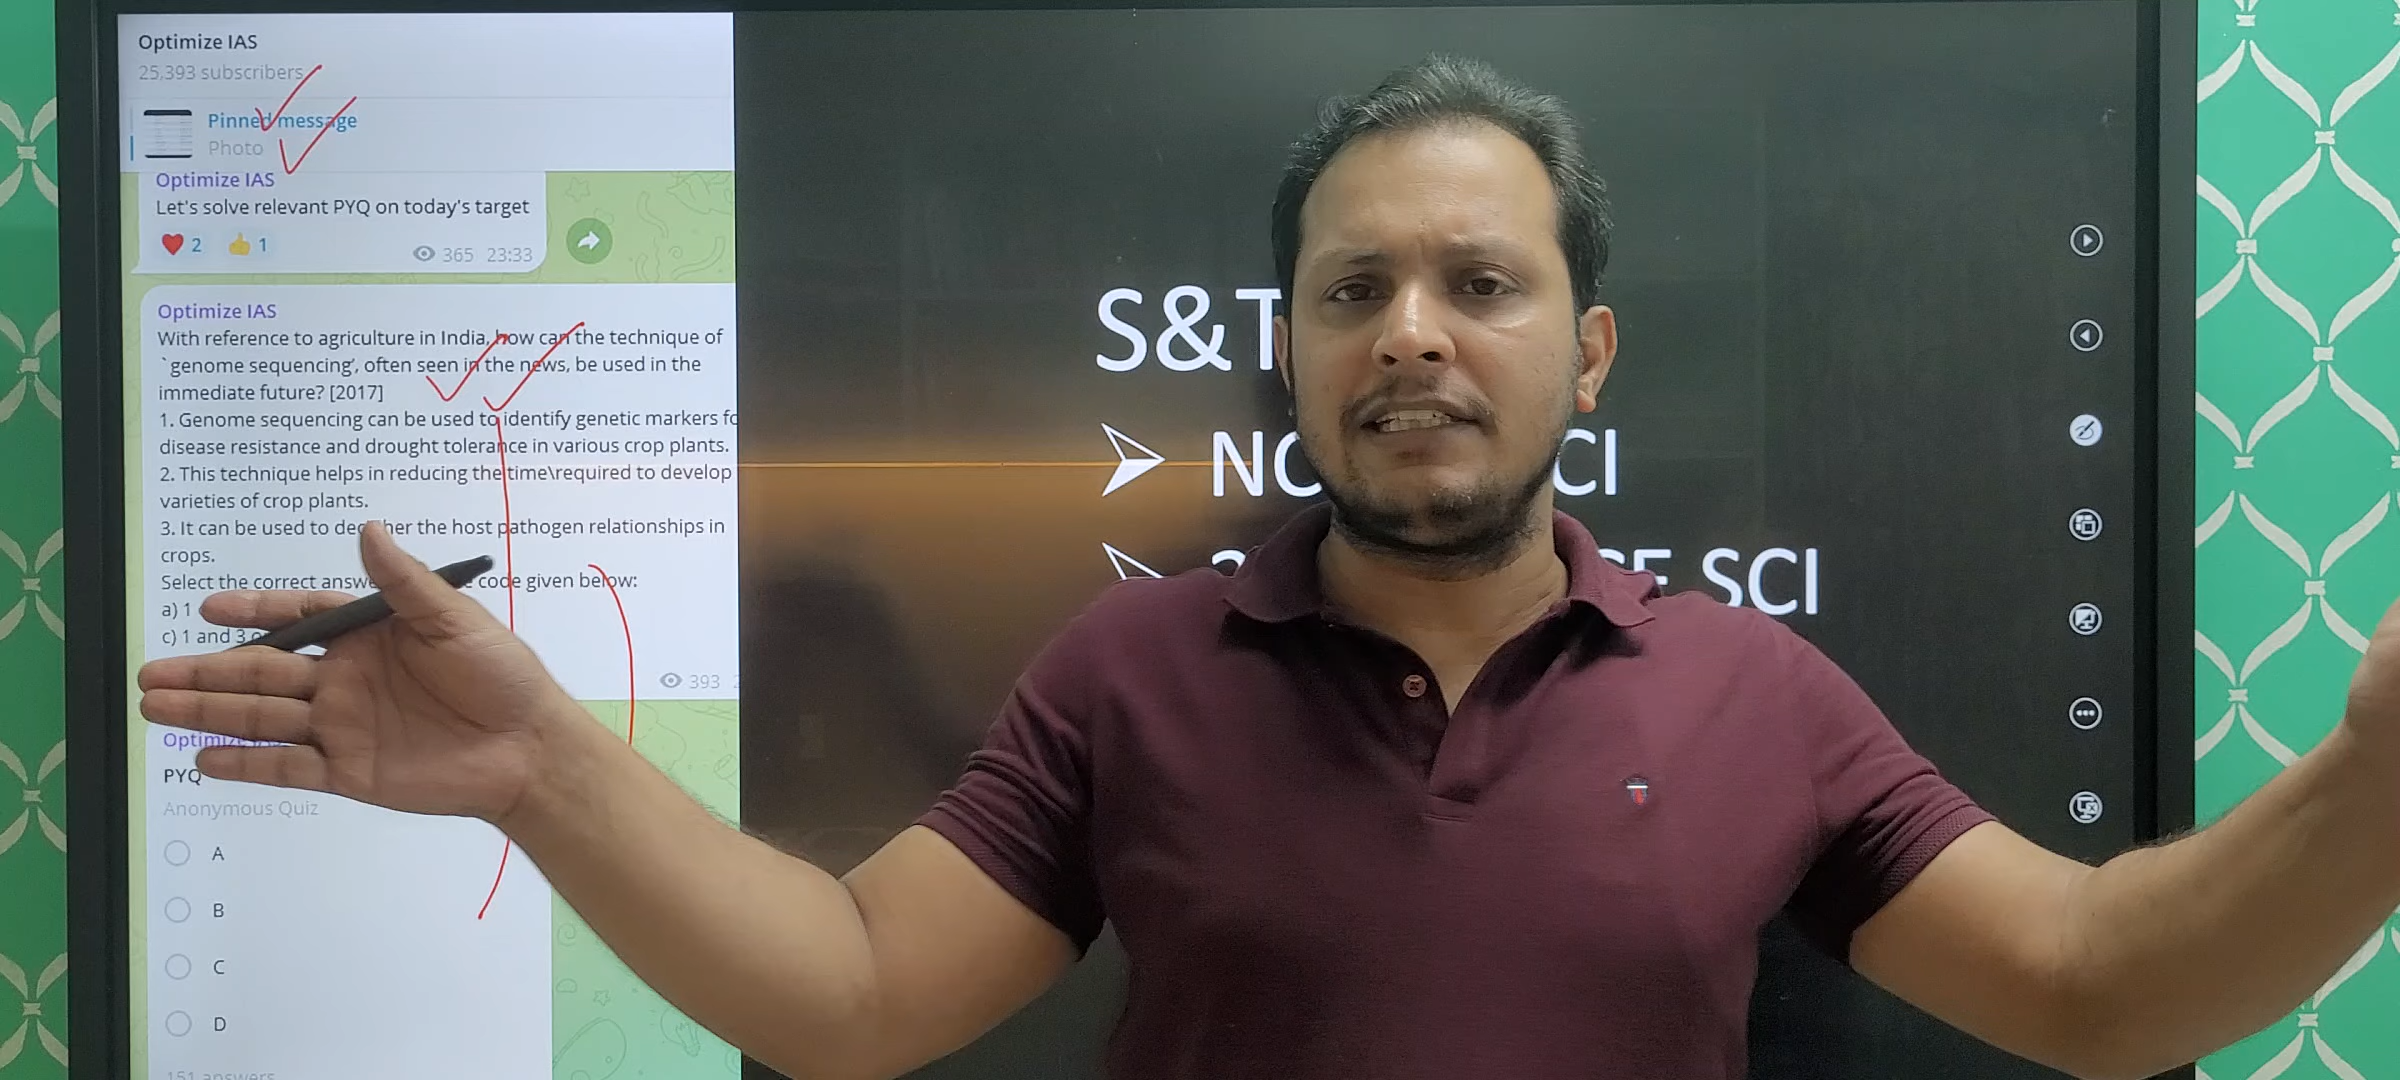 Optimize IAS
25,393 subscribers
Pinned message
Photo
Optimize IAS
Let's solve relevant PYQ on today's target
2 1 365 23:33
Optimize IAS
With reference to agriculture in India, how can the technique of
`genome sequencing', often seen in the news, be used in the
immediate future? [2017]
1. Genome sequencing can be used to identify genetic markers
disease resistance and drought tolerance in various crop plants.
2. This technique helps in reducing the time\required to develop
varieties of crop plants.
3. It can be used to the host pathogen relationships in
crops.
Select the correct code given below:
a) 1
c) 1 and 3
393
Optimize IAS
PYQ
Anonymous Quiz
A
B
C
D
151 answers
S&T
SCI